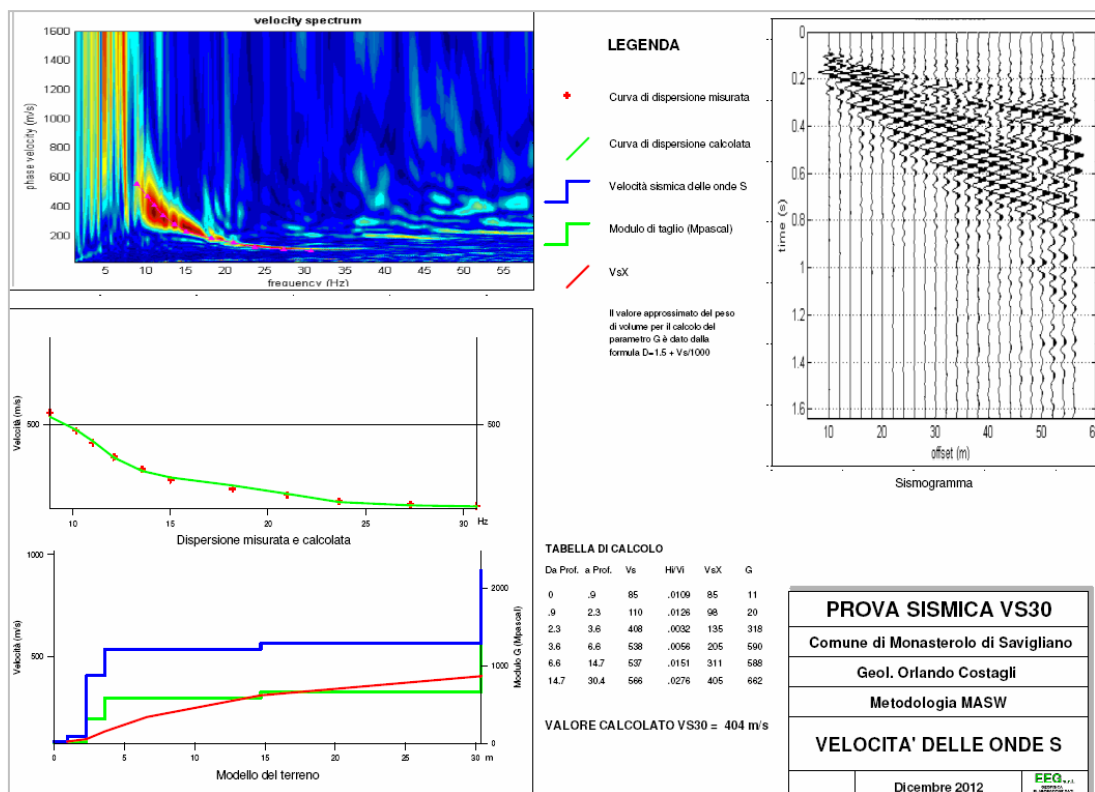 velocity spectrum
1600
1400
1200
1000
800
600
400
200
phase velocity (m/s)
5 10 15 20 25 30 35 40 45 50 55
frequency (Hz)
LEGENDA
Curva di dispersione misurata
Curva di dispersione calcolata
Velocità sismica delle onde S
Modulo di taglio (Mpascal)
VsX
Il valore approssimato del peso
di volume per il calcolo del
parametro G è dato dalla
formula D=1.5 + Vs/1000
0
0.2
0.4
0.6
0.8
1
1.2
1.4
1.6
time (s)
10 20 30 40 50
offset (m)
Sismogramma
Velocità (m/s)
500 500
10 15 20 25 30 Hz
Dispersione misurata e calcolata
1000
500
Velocità (m/s)
2000
1000
0
Modulo G (Mpascal)
0 5 10 15 20 25 30 m
Modello del terreno
TABELLA DI CALCOLO
Da Prof. a Prof. Vs Hi/Vi VsX G
0 .9 85 .0109 85 11
.9 2.3 110 .0126 98 20
2.3 3.6 408 .0032 135 318
3.6 6.6 538 .0056 205 590
6.6 14.7 537 .0151 311 588
14.7 30.4 566 .0276 405 662
VALORE CALCOLATO VS30 = 404 m/s
PROVA SISMICA VS30
Comune di Monasterolo di Savigliano
Geol. Orlando Costagli
Metodologia MASW
VELOCITA' DELLE ONDE S
Dicembre 2012
EEG s.r.l.